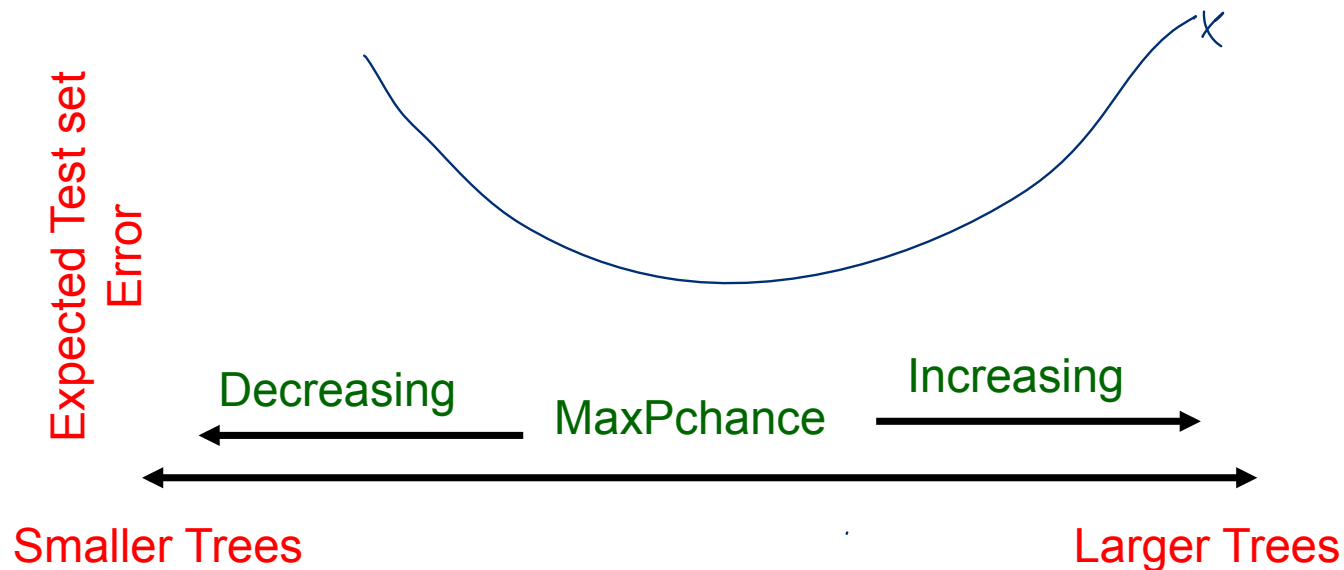 Expected Test set
Error
Decreasing
MaxPchance
Increasing
Smaller Trees
Larger Trees